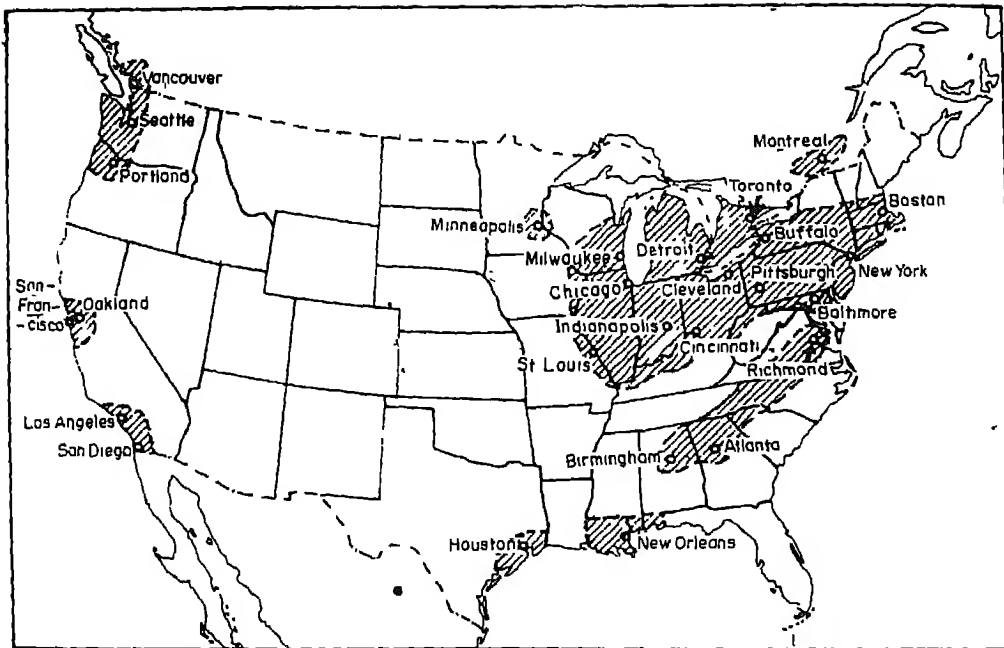 Vancouver
Seattle
Portland
Montreal
Toronto
Boston
Minneapolis
Buffalo
Milwaukee
Detroit
Pittsburgh
New York
San-
Fran-
-cisco
Oakland
Chicago
Cleveland
Baltimore
Indianapolis
Cincinnati
St Louis
Richmond
Los Angeles
San Diego
Birmingham
Atlanta
Houston
New Orleans